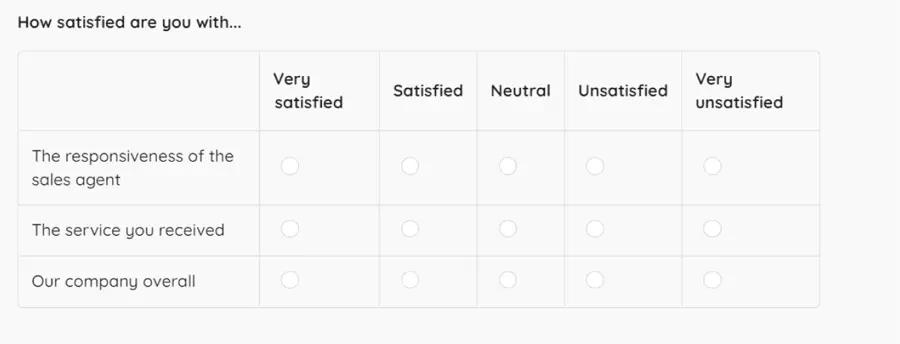 How satisfied are you with...
Very
satisfied
Satisfied
Neutral
Unsatisfied
Very
unsatisfied
The responsiveness of the
sales agent
The service you received
Our company overall